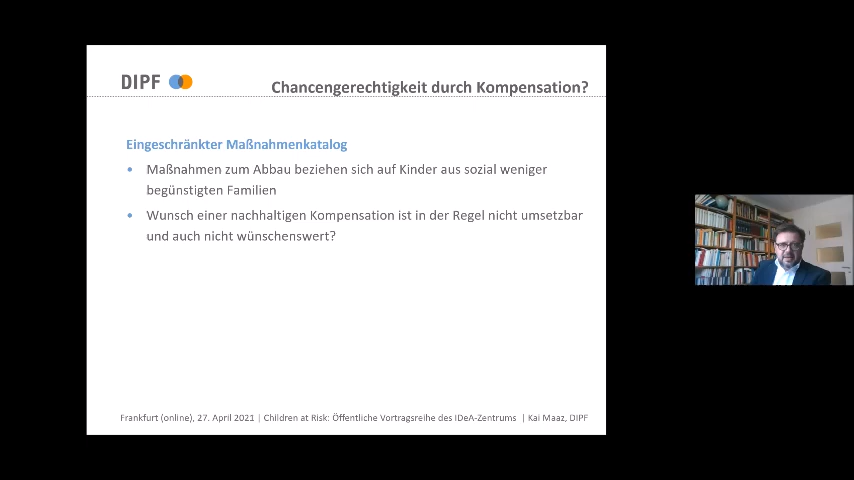 DIPF
Chancengerechtigkeit durch Kompensation?
Eingeschränkter Maßnahmenkatalog
• Maßnahmen zum Abbau beziehen sich auf Kinder aus sozial weniger
begünstigten Familien
• Wunsch einer nachhaltigen Kompensation ist in der Regel nicht umsetzbar
und auch nicht wünschenswert?
Frankfurt (online), 27. April 2021 | Children at Risk: Öffentliche Vortragsreihe des IDeA-Zentrums | Kai Maaz, DIPF